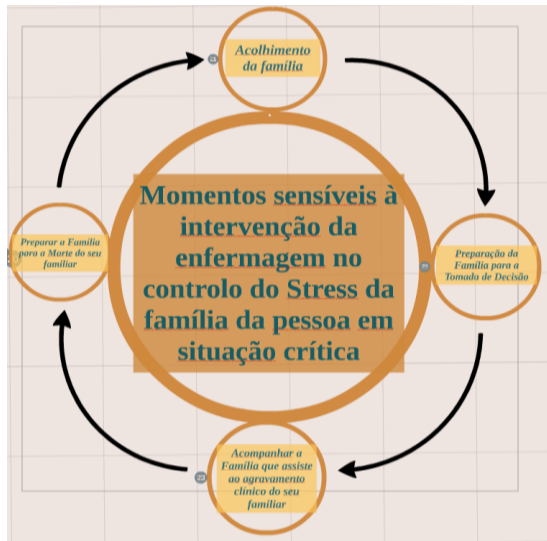 Acolhimento
da família
Momentos sensíveis à
intervenção da
enfermagem no
controlo do Stress da
família da pessoa em
situação crítica
Preparação da
Família para a
Tomada de Decisão
Acompanhar a
Família que assiste
ao agravamento
clínico do seu
familiar
23
Preparar a Família
para a Morte do seu
familiar